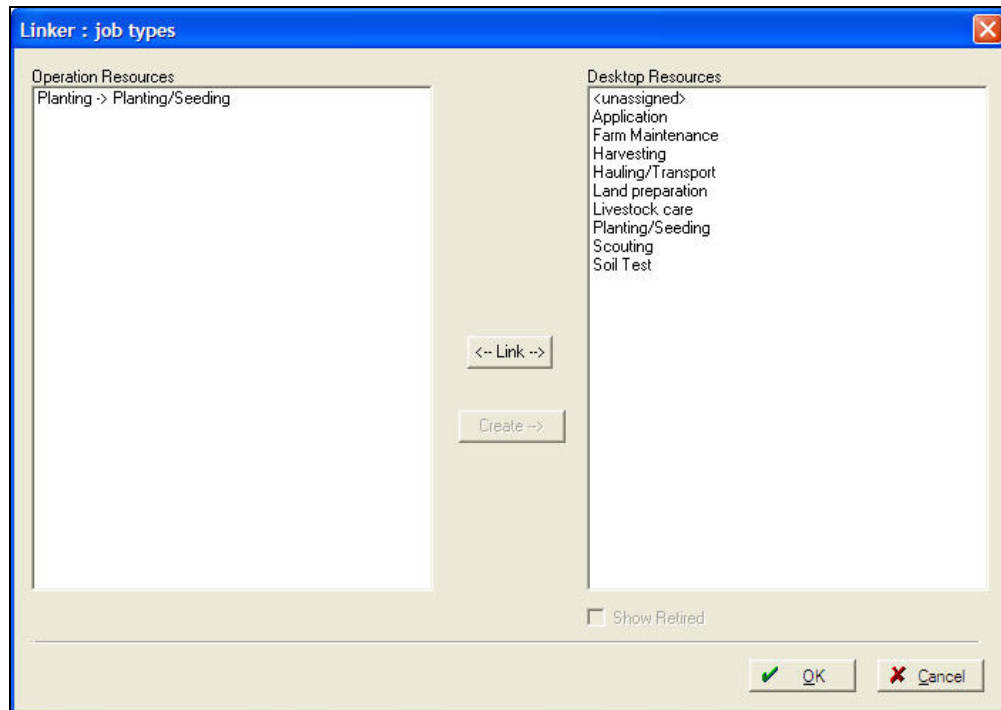 Linker : job types
Operation Resources
Planting -> Planting/Seeding
Desktop Resources
<unassigned>
Application
Farm Maintenance
Harvesting
Hauling/Transport
Land preparation
Livestock care
Planting/Seeding
Scouting
Soil Test
<-- Link -->
Create -->
Show Retired
OK
Cancel